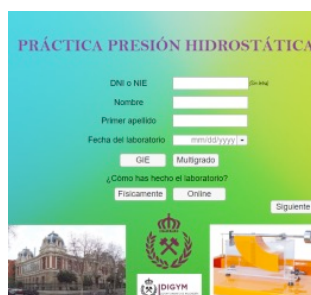 PRÁCTICA PRESIÓN HIDROSTÁTICA
DNI o NIE
Nombre
Primer apellido
Fecha del laboratorio mm/dd/yyyy
GIE Multigrado
¿Cómo has hecho el laboratorio?
Físicamente Online
Siguiente
DIGYM